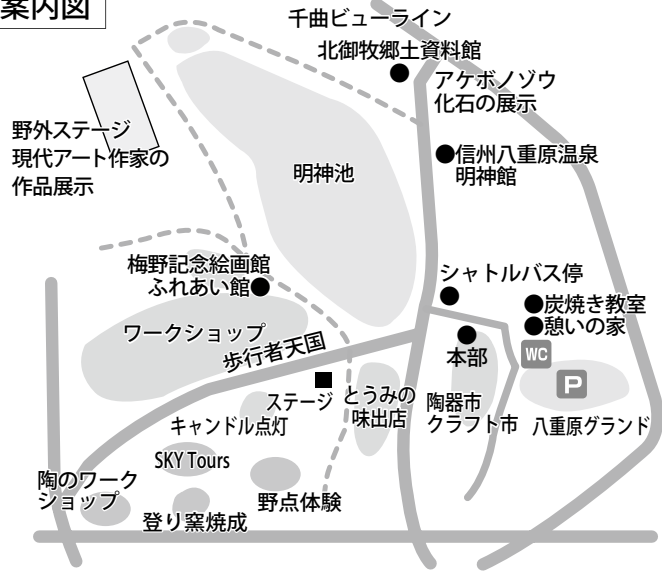 案内図
千曲ビューライン
北御牧郷土資料館
アケボノゾウ
化石の展示
野外ステージ
現代アート作家の
作品展示
信州八重原温泉
明神館
明神池
梅野記念絵画館
ふれあい館
シャトルバス停
炭焼き教室
憩いの家
ワークショップ
歩行者天国
本部
WC
P
ステージ
とうみの
味出店
陶器市
クラフト市
八重原グランド
キャンドル点灯
SKY Tours
陶のワーク
ショップ
野点体験
登り窯焼成